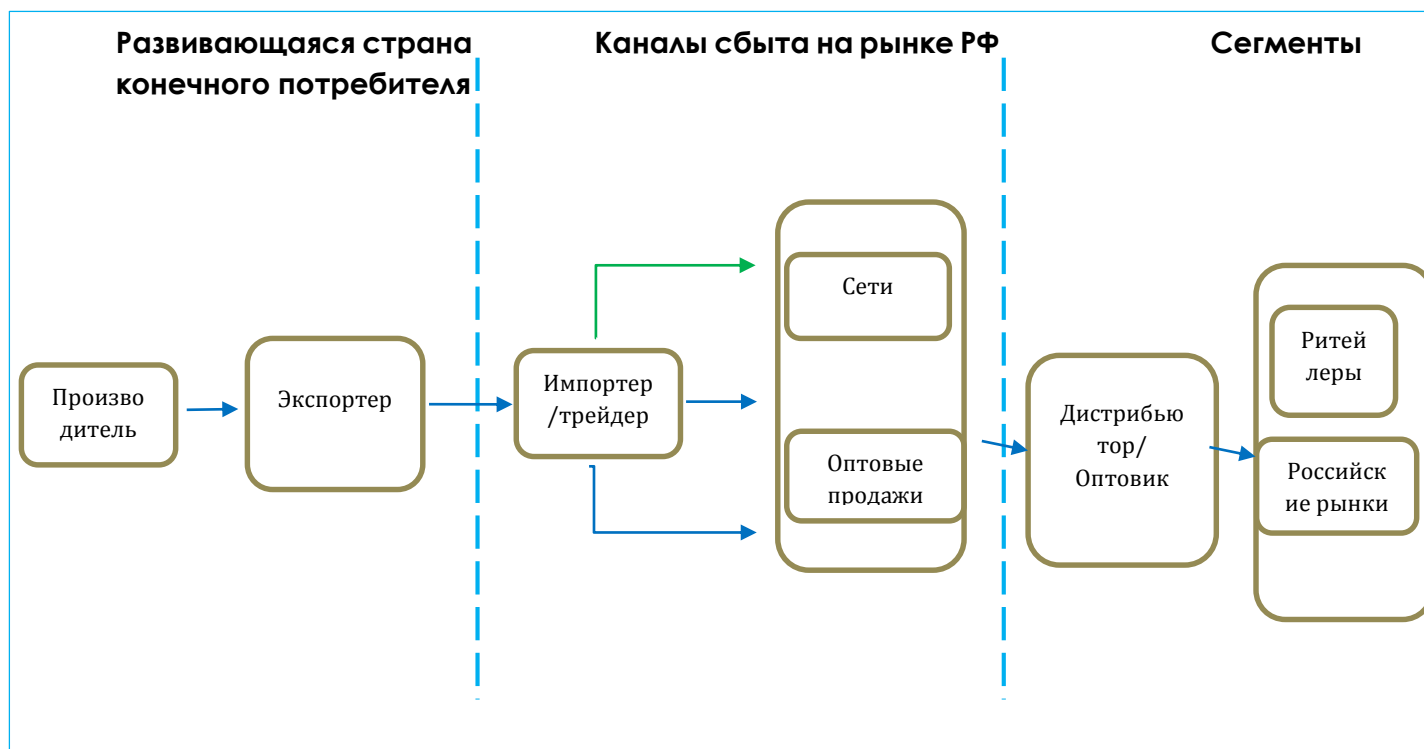 Развивающаяся страна
конечного потребителя
Каналы сбыта на рынке РФ
Сегменты
Произво
дитель
Экспортер
Импортер
/трейдер
Сети
Оптовые
продажи
Дистрибью
тор/
Оптовик
Ритей
леры
Российск
ие рынки